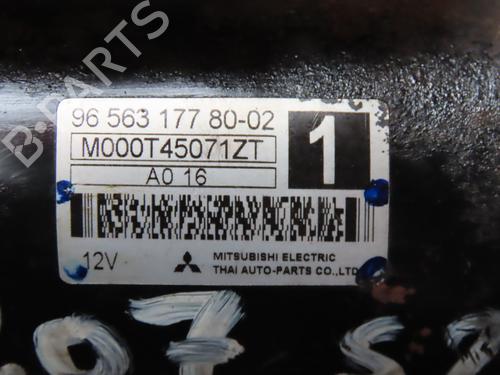 B-PARTS
96 563 177 80-02
1
M000T45071ZT
A0 16
12V
MITSUBISHI ELECTRIC
THAI AUTO-PARTS CO.,LTD